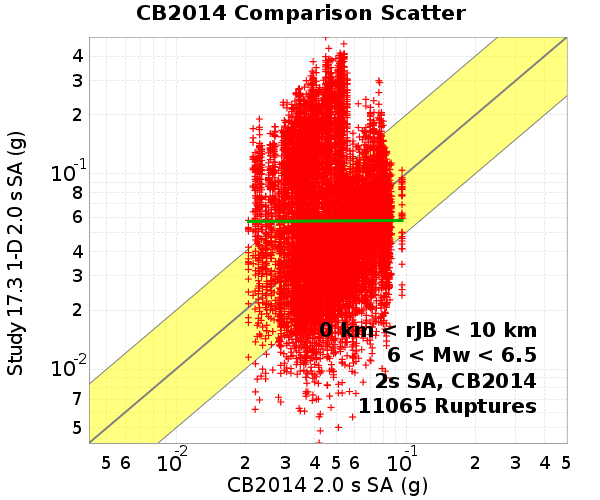 CB2014 Comparison Scatter
Study 17.3 1-D 2.0 s SA (g)
4
3
2
10-1
8
6
4
3
2
10-2
7
5
0 km < rJB < 10 km
6 < Mw < 6.5
2s SA, CB2014
11065 Ruptures
5 6 10-2 2 3 4 5 6 10-1 2 3 4 5
CB2014 2.0 s SA (g)